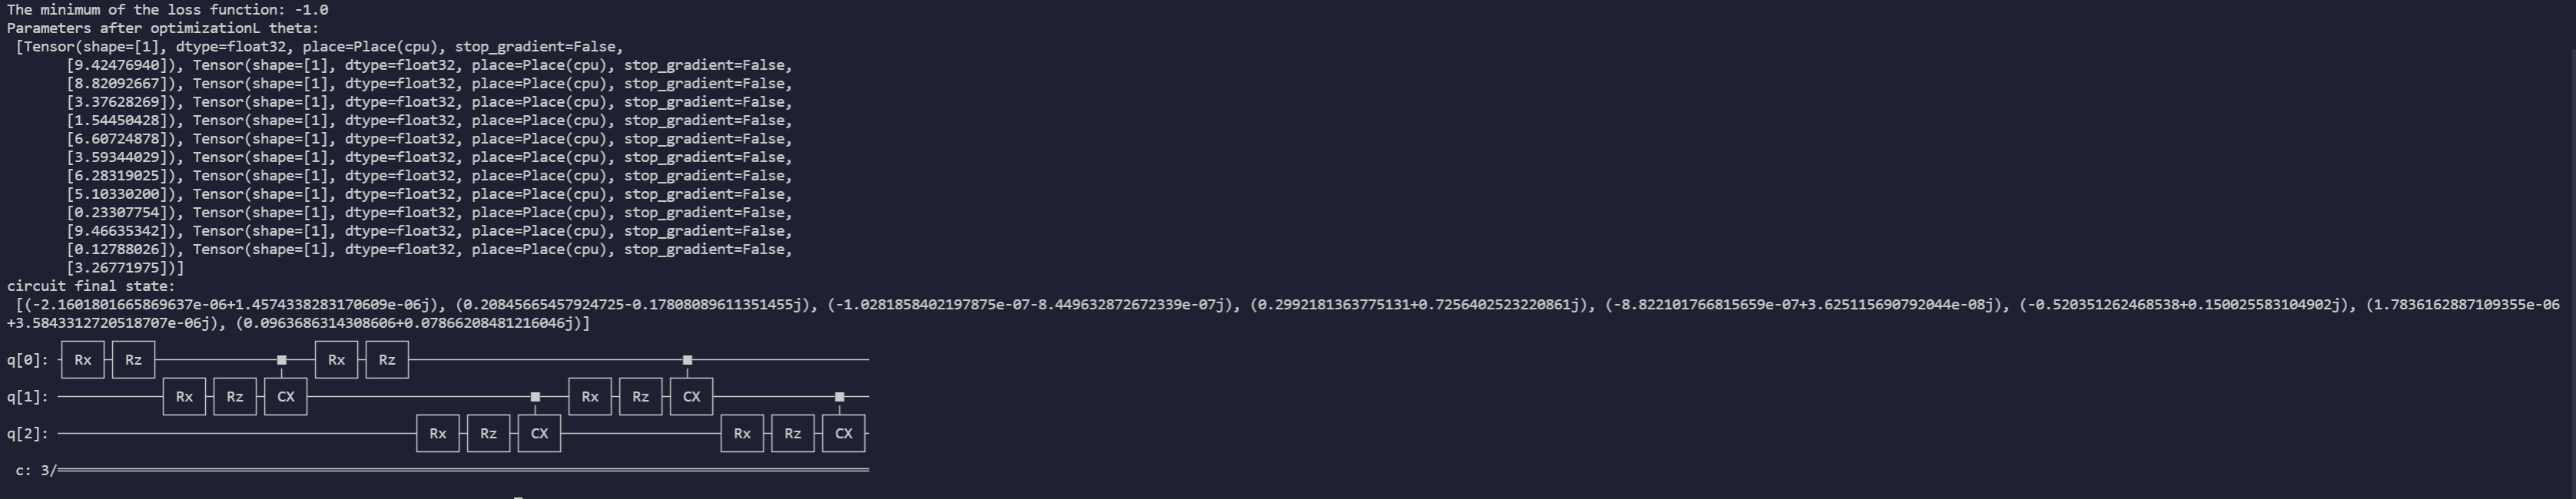 The minimum of the loss function: -1.0
Parameters after optimizationL theta:
[Tensor(shape=[1], dtype=float32, place=Place(cpu), stop_gradient=False,
[9.42476940]), Tensor(shape=[1], dtype=float32, place=Place(cpu), stop_gradient=False,
[8.82092667]), Tensor(shape=[1], dtype=float32, place=Place(cpu), stop_gradient=False,
[3.37628269]), Tensor(shape=[1], dtype=float32, place=Place(cpu), stop_gradient=False,
[1.54450428]), Tensor(shape=[1], dtype=float32, place=Place(cpu), stop_gradient=False,
[6.60724878]), Tensor(shape=[1], dtype=float32, place=Place(cpu), stop_gradient=False,
[3.59344029]), Tensor(shape=[1], dtype=float32, place=Place(cpu), stop_gradient=False,
[6.28319025]), Tensor(shape=[1], dtype=float32, place=Place(cpu), stop_gradient=False,
[5.10330200]), Tensor(shape=[1], dtype=float32, place=Place(cpu), stop_gradient=False,
[0.23307754]), Tensor(shape=[1], dtype=float32, place=Place(cpu), stop_gradient=False,
[9.46635342]), Tensor(shape=[1], dtype=float32, place=Place(cpu), stop_gradient=False,
[0.12788026]), Tensor(shape=[1], dtype=float32, place=Place(cpu), stop_gradient=False,
[3.26771975])]
circuit final state:
[(-2.1601801665869637e-06+1.4574338283170609e-06j), (0.20845665457924725-0.17808089611351455j), (-1.0281858402197875e-07-8.449632872672339e-07j), (0.2992181363775131+0.7256402523220861j), (-8.822101766815659e-07+3.625115690792044e-08j), (-0.520351262468538+0.150025583104902j), (1.7836162887109355e-06
+3.5843312720518707e-06j), (0.0963686314308606+0.07866208481216046j)]
q[0]: Rx Rz Rx Rz
q[1]: Rx Rz CX Rx Rz CX
q[2]: Rx Rz CX Rx Rz CX
c: 3/